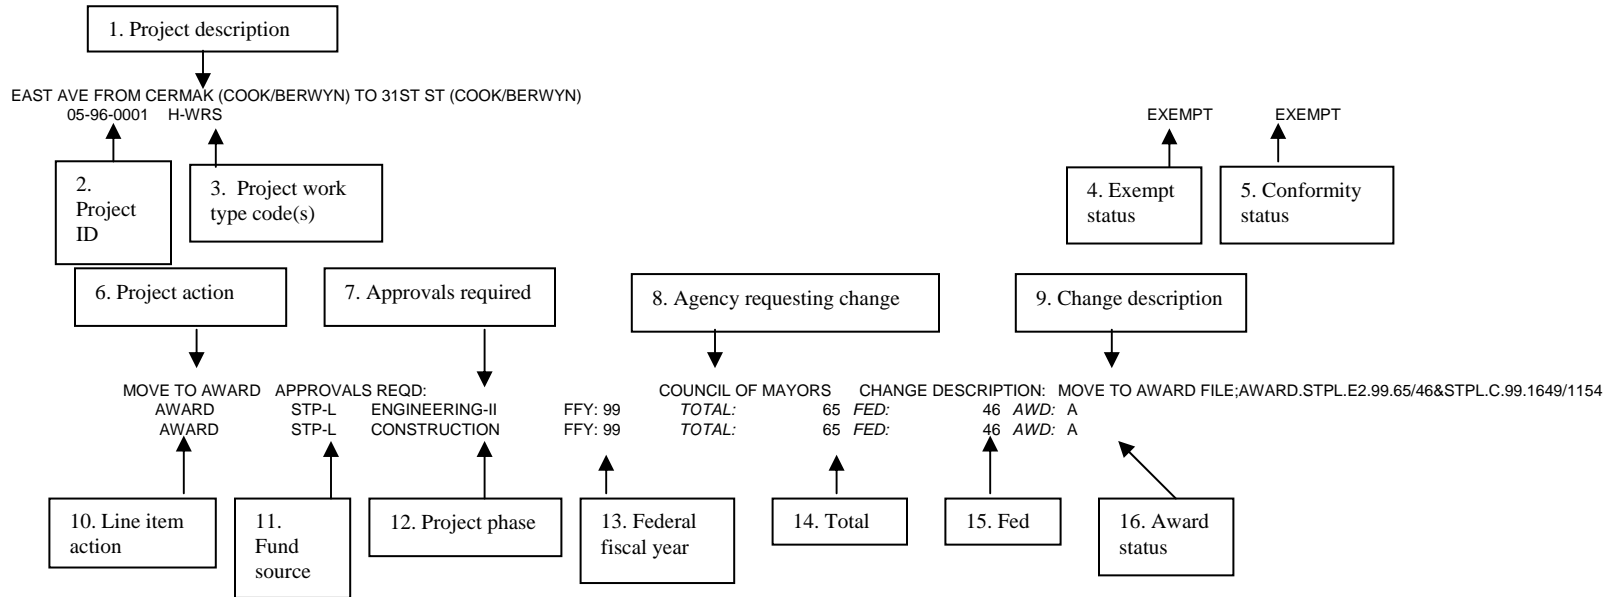 1. Project description
EAST AVE FROM CERMAK (COOK/BERWYN) TO 31ST ST (COOK/BERWYN)
05-96-0001 H-WRS EXEMPT EXEMPT
2.
Project
ID
3. Project work
type code(s)
4. Exempt
status
5. Conformity
status
6. Project action
7. Approvals required
8. Agency requesting change
9. Change description
MOVE TO AWARD APPROVALS REQD: COUNCIL OF MAYORS CHANGE DESCRIPTION: MOVE TO AWARD FILE;AWARD.STPL.E2.99.65/46&STPL.C.99.1649/1154
AWARD STP-L ENGINEERING-II FFY: 99 TOTAL: 65 FED: 46 AWD: A
AWARD STP-L CONSTRUCTION FFY: 99 TOTAL: 65 FED: 46 AWD: A
10. Line item
action
11.
Fund
source
12. Project phase
13. Federal
fiscal year
14. Total
15. Fed
16. Award
status